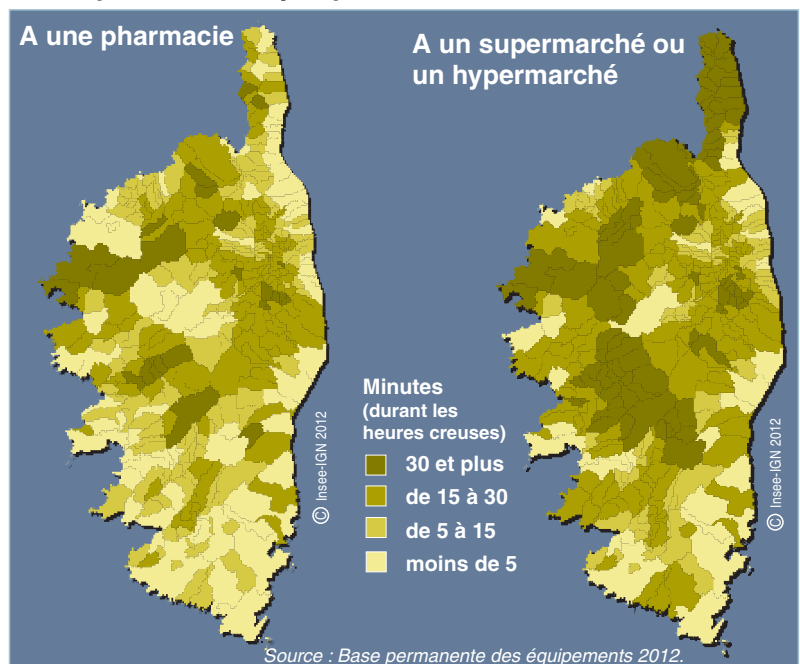 A une pharmacie
A un supermarché ou
un hypermarché
Minutes
(durant les
heures creuses)
30 et plus
de 15 à 30
de 5 à 15
moins de 5
© Insee-IGN 2012
© Insee-IGN 2012
Source : Base permanente des équipements 2012.